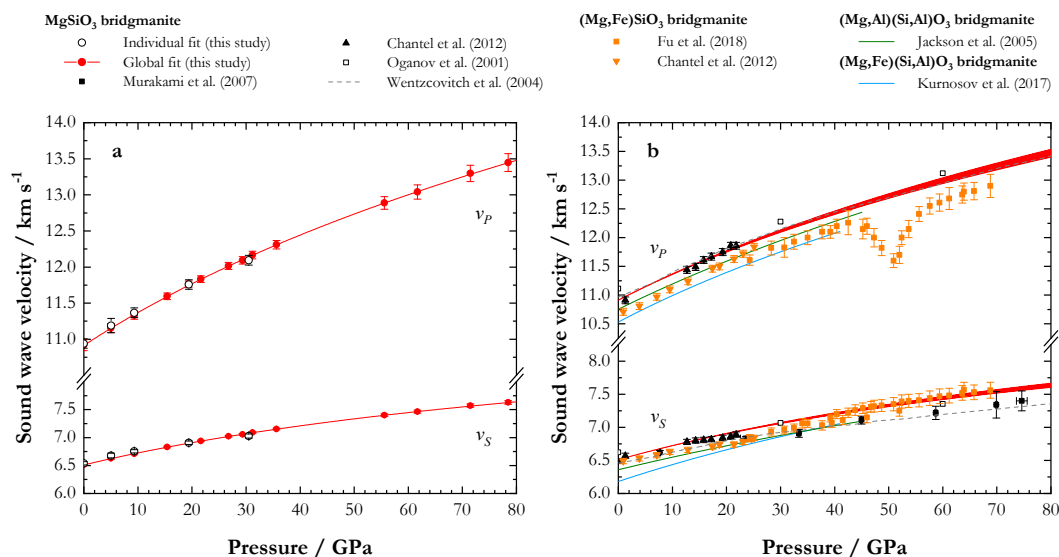 MgSiO3 bridgmanite
Individual fit (this study)
Global fit (this study)
Murakami et al. (2007)
Chantel et al. (2012)
Oganov et al. (2001)
Wentzcovitch et al. (2004)
(Mg,Fe)SiO3 bridgmanite
Fu et al. (2018)
Chantel et al. (2012)
(Mg,Al)(Si,Al)O3 bridgmanite
Jackson et al. (2005)
(Mg,Fe)(Si,Al)O3 bridgmanite
Kurnosov et al. (2017)
Sound wave velocity / km s-1
14.0
13.5
13.0
12.5
12.0
11.5
11.0
7.5
7.0
6.5
6.0
a
vP
vS
0 10 20 30 40 50 60 70 80
Pressure / GPa
Sound wave velocity / km s-1
14.0
13.5
13.0
12.5
12.0
11.5
11.0
10.5
8.0
7.5
7.0
6.5
6.0
b
vP
vS
0 10 20 30 40 50 60 70 80
Pressure / GPa